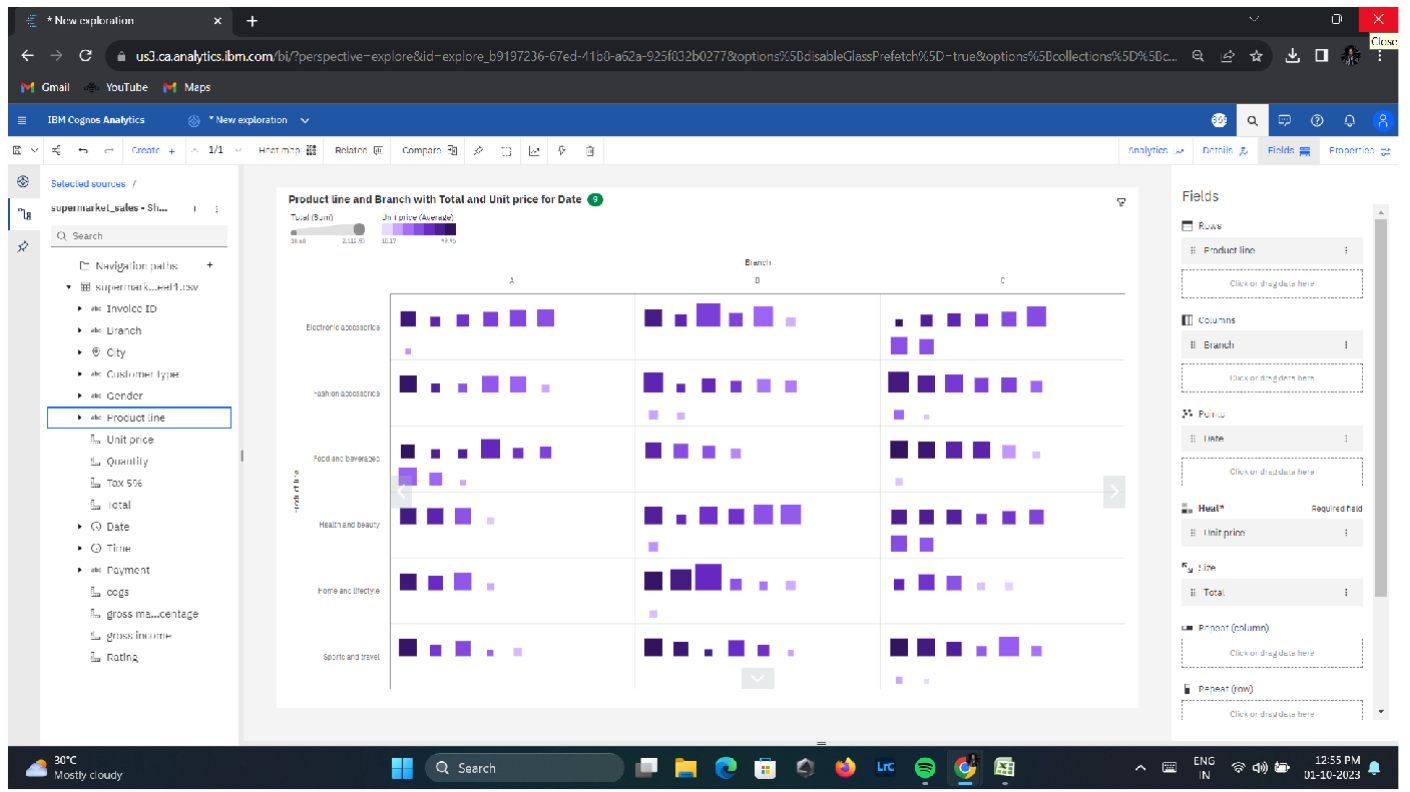 * New exploration
us3.ca.analytics.ibm.com/bi/?perspective=explore&id=explore_b9197236-67ed-41b8-a62a-925f832b0277&options%5BdisableGlassPrefetch%5D=true&options%5Bcollections%5D%5Bc...
Close
Gmail YouTube Maps
IBM Cognos Analytics * New exploration
Create + 1/1 Heat map Related Compare Analytics Details Fields Properties
Selected sources /
supermarket_sales - Sh...
Search
Navigation paths +
supermark...eet1.csv
abc Invoice ID
abc Branch
City
abc Customer type
abc Gender
abc Product line
Unit price
Quantity
Tax 5%
Total
Date
Time
abc Payment
cogs
gross ma...centage
gross income
Rating
Product line and Branch with Total and Unit price for Date 9
Total (Sum) Unit price (Average)
10.17 99.96
Branch
A B C
Product line
Electronic accessories
Fashion accessories
Food and beverages
Health and beauty
Home and lifestyle
Sports and travel
Fields
Rows
Product line
Click or drag data here
Columns
Branch
Click or drag data here
Points
Date
Click or drag data here
Heat* Required field
Unit price
Size
Total
Repeat (column)
Click or drag data here
Repeat (row)
Click or drag data here
30°C
Mostly cloudy
Search
LrC
ENG
IN
12:55 PM
01-10-2023